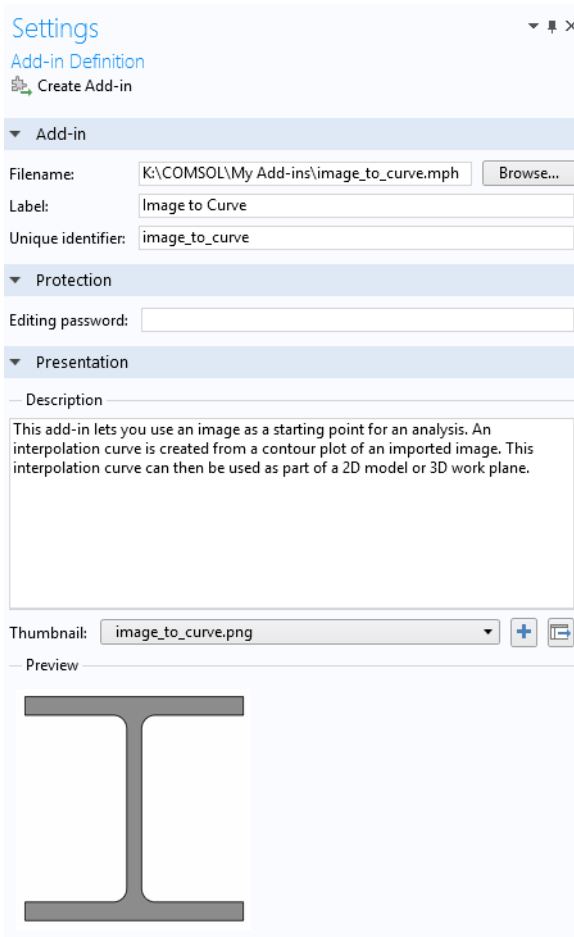 Settings
Add-in Definition
Create Add-in
Add-in
Filename: K:\COMSOL\My Add-ins\image_to_curve.mph Browse...
Label: Image to Curve
Unique identifier: image_to_curve
Protection
Editing password:
Presentation
Description
This add-in lets you use an image as a starting point for an analysis. An
interpolation curve is created from a contour plot of an imported image. This
interpolation curve can then be used as part of a 2D model or 3D work plane.
Thumbnail: image_to_curve.png
Preview